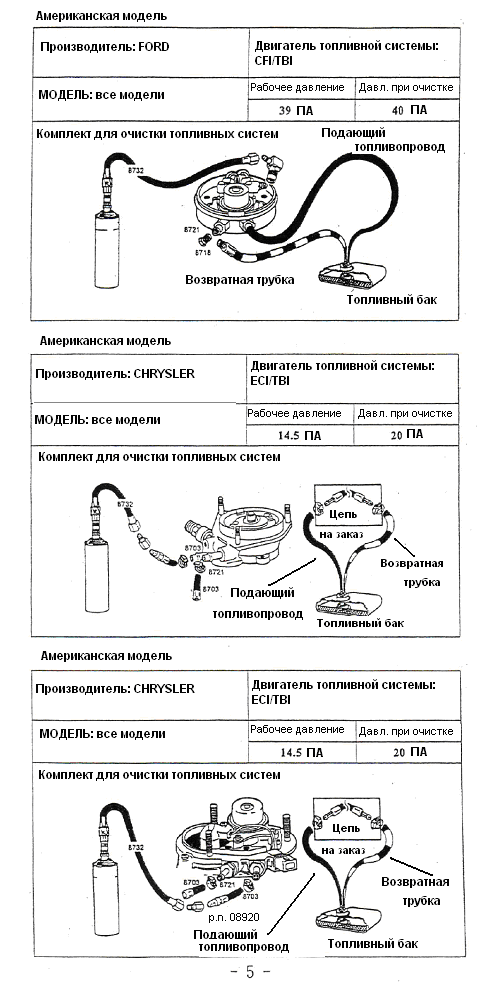 Американская модель
Производитель: FORD
Двигатель топливной системы:
CFI/TBI
МОДЕЛЬ: все модели
Рабочее давление
Давл. при очистке
39 ПА
40 ПА
Комплект для очистки топливных систем
Подающий
топливопровод
8732
8721
8718
Возвратная трубка
Топливный бак
Американская модель
Производитель: CHRYSLER
Двигатель топливной системы:
ECI/TBI
МОДЕЛЬ: все модели
Рабочее давление
Давл. при очистке
14.5 ПА
20 ПА
Комплект для очистки топливных систем
8732
Цепь
на заказ
8703
8721
8703
Возвратная
трубка
Подающий
топливопровод
Топливный бак
Американская модель
Производитель: CHRYSLER
Двигатель топливной системы:
ECI/TBI
МОДЕЛЬ: все модели
Рабочее давление
Давл. при очистке
14.5 ПА
20 ПА
Комплект для очистки топливных систем
8732
Цепь
на заказ
8703
8721
8703
Возвратная
трубка
p.n. 08920
Подающий
топливопровод
Топливный бак
- 5 -